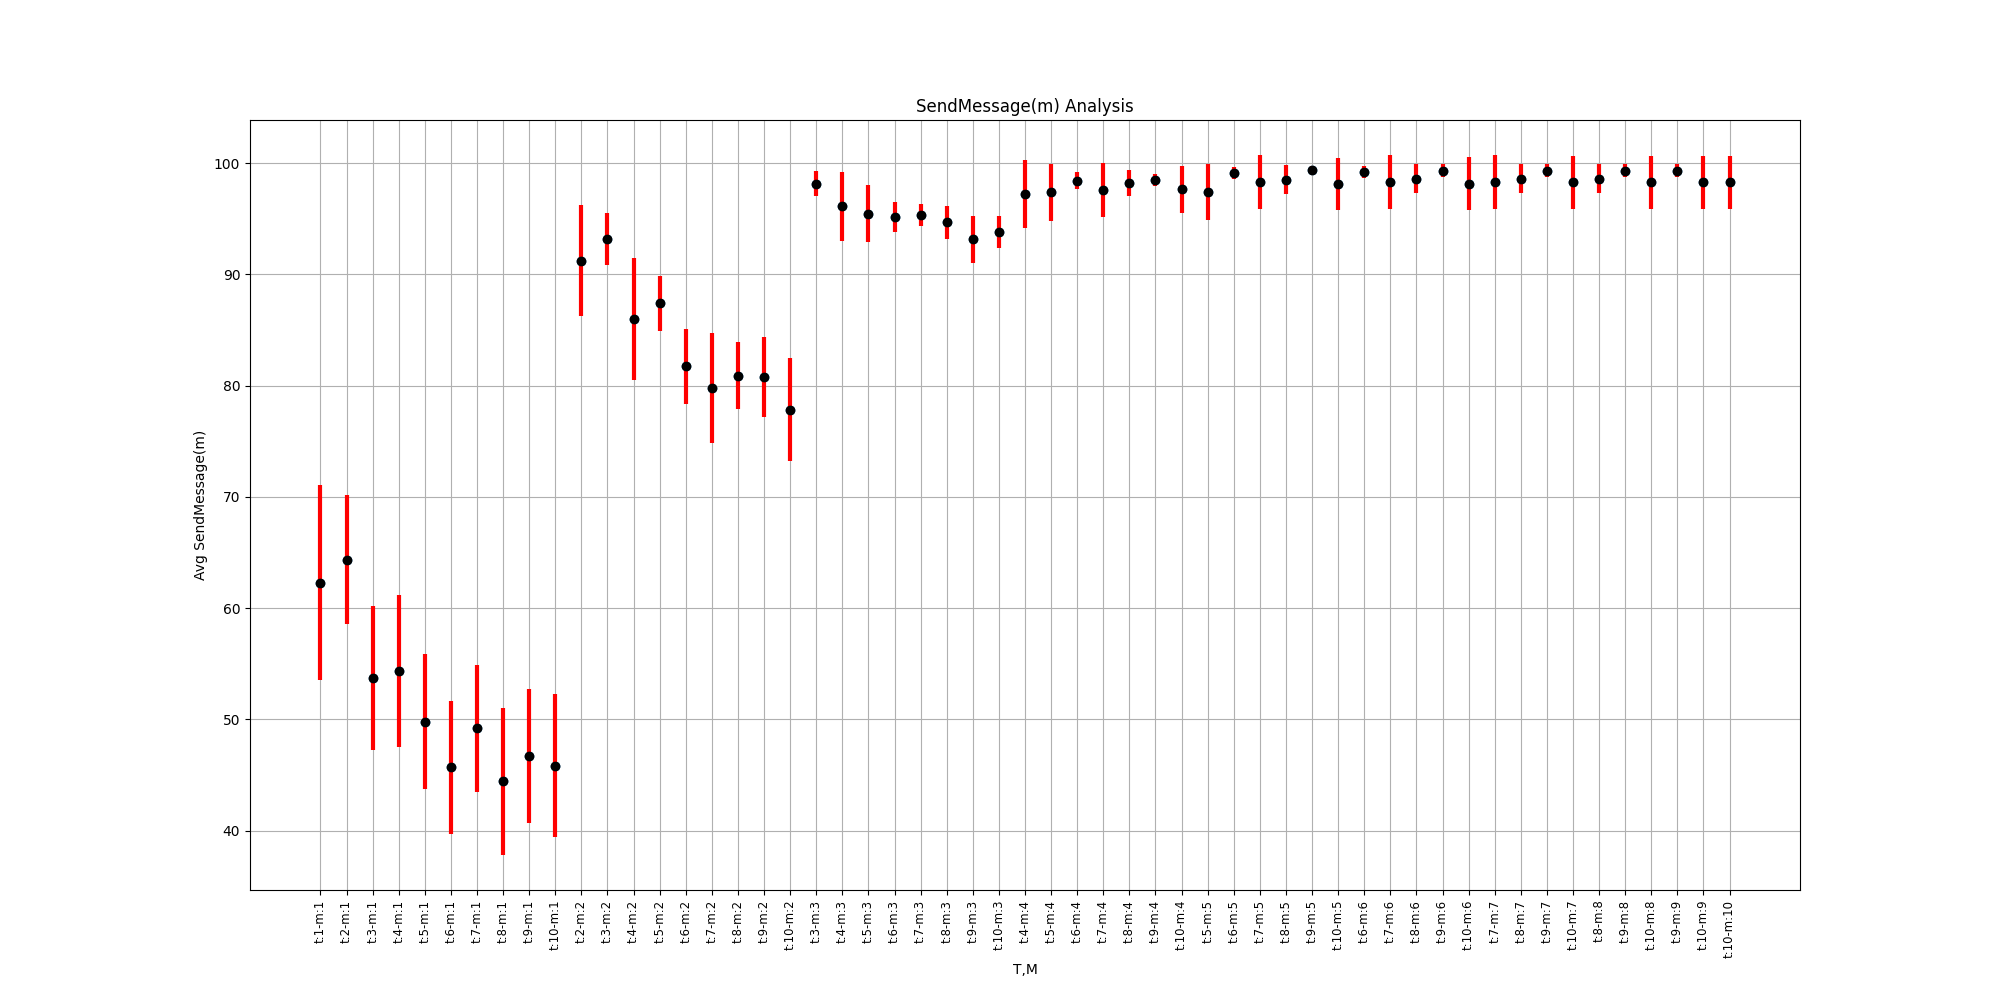 SendMessage(m) Analysis
100
90
80
70
60
50
40
Avg SendMessage(m)
t:1-m:1
t:2-m:1
t:3-m:1
t:4-m:1
t:5-m:1
t:6-m:1
t:7-m:1
t:8-m:1
t:9-m:1
t:10-m:1
t:2-m:2
t:3-m:2
t:4-m:2
t:5-m:2
t:6-m:2
t:7-m:2
t:8-m:2
t:9-m:2
t:10-m:2
t:3-m:3
t:4-m:3
t:5-m:3
t:6-m:3
t:7-m:3
t:8-m:3
t:9-m:3
t:10-m:3
t:4-m:4
t:5-m:4
t:6-m:4
t:7-m:4
t:8-m:4
t:9-m:4
t:10-m:4
t:5-m:5
t:6-m:5
t:7-m:5
t:8-m:5
t:9-m:5
t:10-m:5
t:6-m:6
t:7-m:6
t:8-m:6
t:9-m:6
t:10-m:6
t:7-m:7
t:8-m:7
t:9-m:7
t:10-m:7
t:8-m:8
t:9-m:8
t:10-m:8
t:9-m:9
t:10-m:9
t:10-m:10
T,M